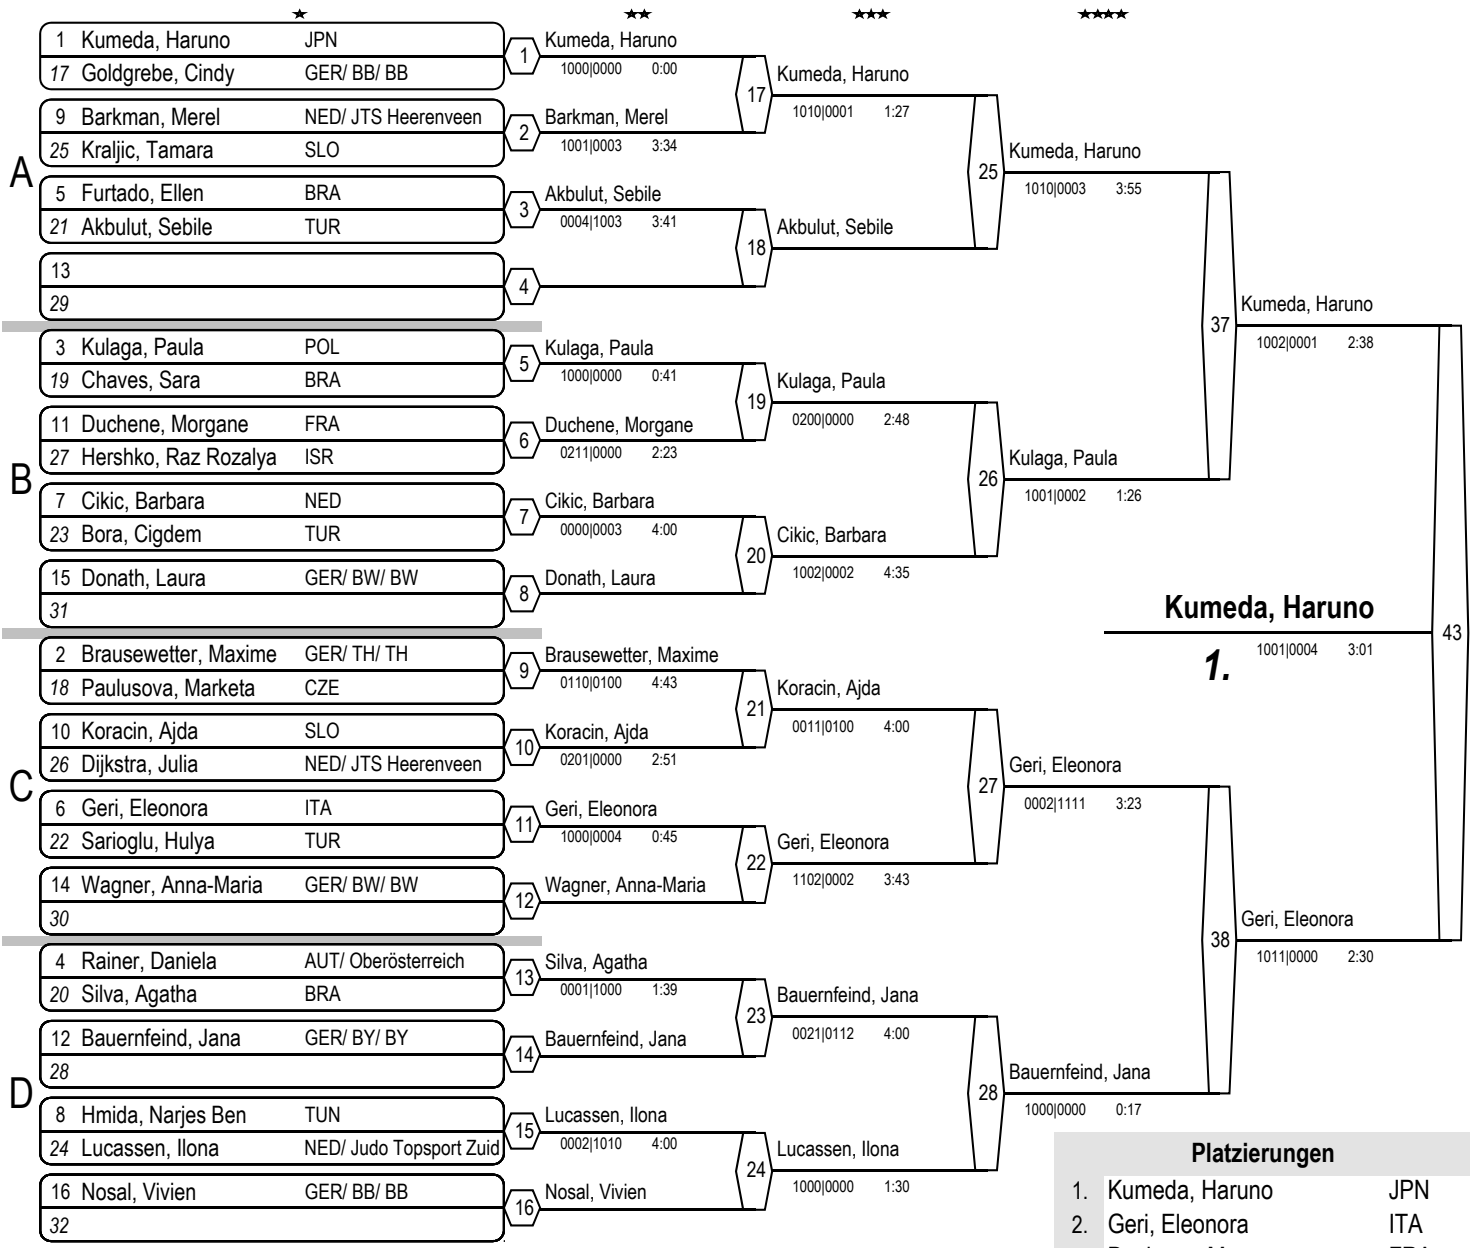 ★ ★★ ★★★ ★★★★
A
1 Kumeda, Haruno JPN
17 Goldgrebe, Cindy GER/ BB/ BB
9 Barkman, Merel NED/ JTS Heerenveen
25 Kraljic, Tamara SLO
5 Furtado, Ellen BRA
21 Akbulut, Sebile TUR
13
29
B
3 Kulaga, Paula POL
19 Chaves, Sara BRA
11 Duchene, Morgane FRA
27 Hershko, Raz Rozalya ISR
7 Cikic, Barbara NED
23 Bora, Cigdem TUR
15 Donath, Laura GER/ BW/ BW
31
C
2 Brausewetter, Maxime GER/ TH/ TH
18 Paulusova, Marketa CZE
10 Koracin, Ajda SLO
26 Dijkstra, Julia NED/ JTS Heerenveen
6 Geri, Eleonora ITA
22 Sarioglu, Hulya TUR
14 Wagner, Anna-Maria GER/ BW/ BW
30
D
4 Rainer, Daniela AUT/ Oberösterreich
20 Silva, Agatha BRA
12 Bauernfeind, Jana GER/ BY/ BY
28
8 Hmida, Narjes Ben TUN
24 Lucassen, Ilona NED/ Judo Topsport Zuid
16 Nosal, Vivien GER/ BB/ BB
32
1 Kumeda, Haruno
1000|0000 0:00
2 Barkman, Merel
1001|0003 3:34
3 Akbulut, Sebile
0004|1003 3:41
4
5 Kulaga, Paula
1000|0000 0:41
6 Duchene, Morgane
0211|0000 2:23
7 Cikic, Barbara
0000|0003 4:00
8 Donath, Laura
9 Brausewetter, Maxime
0110|0100 4:43
10 Koracin, Ajda
0201|0000 2:51
11 Geri, Eleonora
1000|0004 0:45
12 Wagner, Anna-Maria
13 Silva, Agatha
0001|1000 1:39
14 Bauernfeind, Jana
15 Lucassen, Ilona
0002|1010 4:00
16 Nosal, Vivien
17 Kumeda, Haruno
1010|0001 1:27
18 Akbulut, Sebile
19 Kulaga, Paula
0200|0000 2:48
20 Cikic, Barbara
1002|0002 4:35
21 Koracin, Ajda
0011|0100 4:00
22 Geri, Eleonora
1102|0002 3:43
23 Bauernfeind, Jana
0021|0112 4:00
24 Lucassen, Ilona
1000|0000 1:30
25 Kumeda, Haruno
1010|0003 3:55
26 Kulaga, Paula
1001|0002 1:26
27 Geri, Eleonora
0002|1111 3:23
28 Bauernfeind, Jana
1000|0000 0:17
37 Kumeda, Haruno
1002|0001 2:38
38 Geri, Eleonora
1011|0000 2:30
43 Kumeda, Haruno
1. 1001|0004 3:01
Platzierungen
1. Kumeda, Haruno JPN
2. Geri, Eleonora ITA